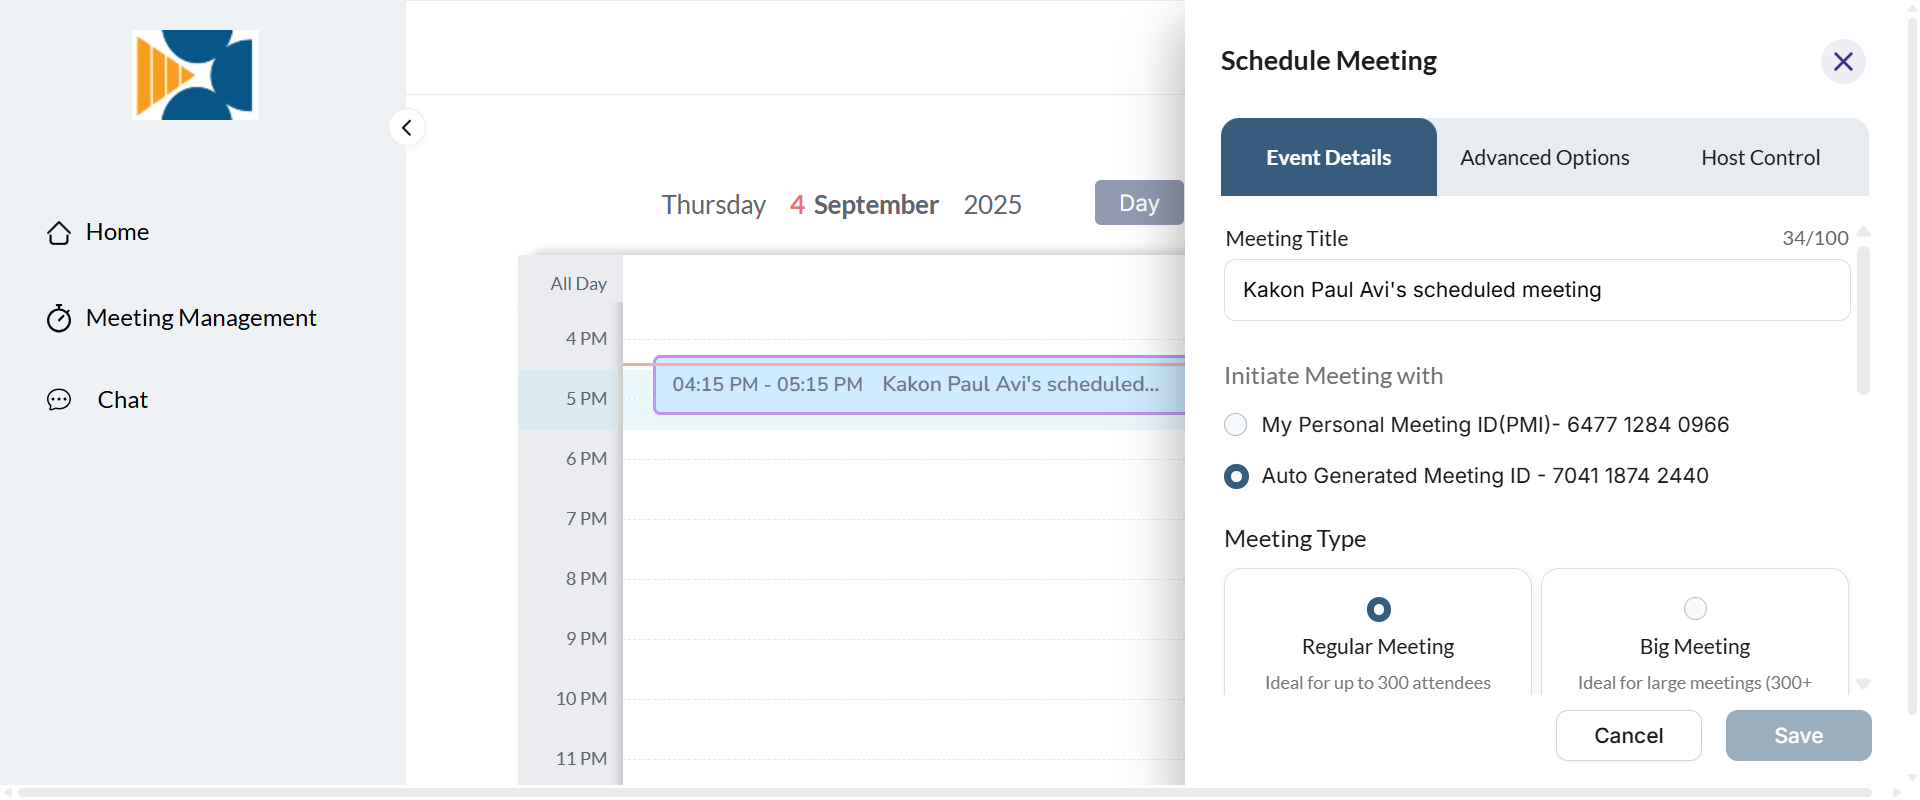 Home
Meeting Management
Chat
Thursday 4 September 2025
Day
All Day
4 PM
04:15 PM - 05:15 PM Kakon Paul Avi's scheduled...
5 PM
6 PM
7 PM
8 PM
9 PM
10 PM
11 PM
Schedule Meeting
Event Details
Advanced Options
Host Control
Meeting Title
34/100
Kakon Paul Avi's scheduled meeting
Initiate Meeting with
My Personal Meeting ID(PMI)- 6477 1284 0966
Auto Generated Meeting ID - 7041 1874 2440
Meeting Type
Regular Meeting
Ideal for up to 300 attendees
Big Meeting
Ideal for large meetings (300+
Cancel
Save